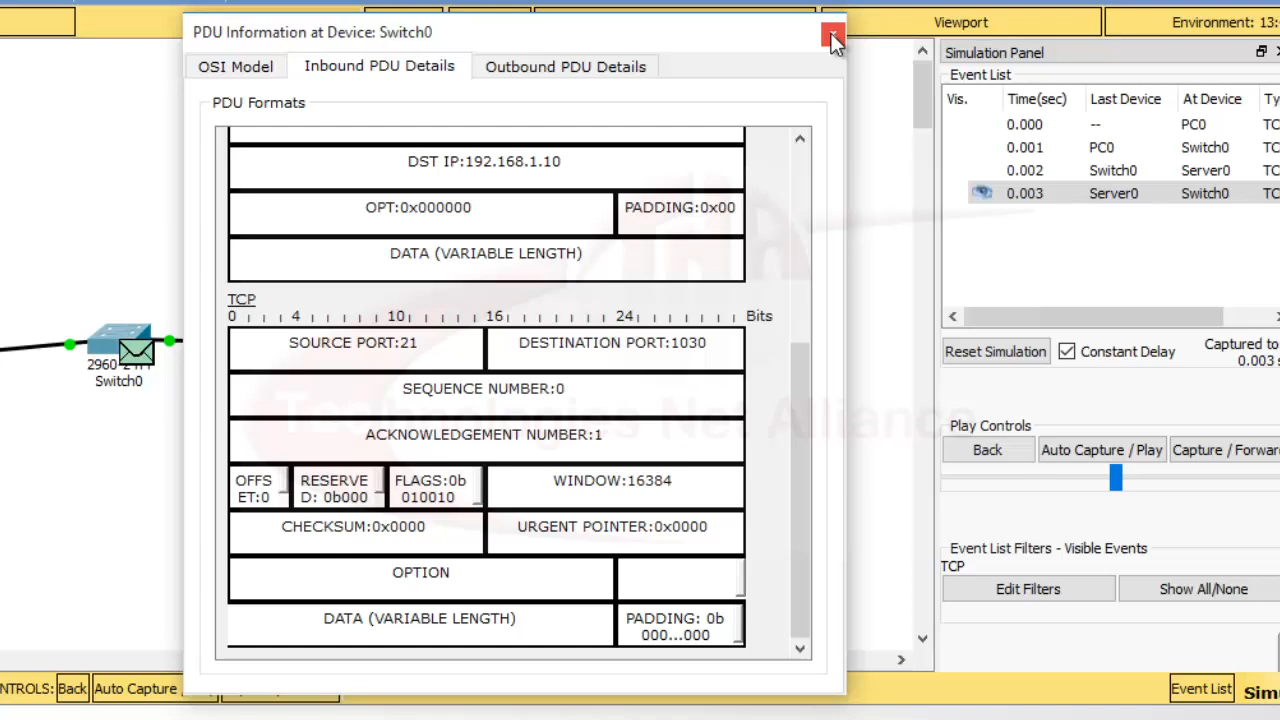 PDU Information at Device: Switch0
OSI Model
Inbound PDU Details
Outbound PDU Details
PDU Formats
DST IP:192.168.1.10
OPT:0x000000
PADDING:0x00
DATA (VARIABLE LENGTH)
TCP
0 4 10 16 24 Bits
SOURCE PORT:21
DESTINATION PORT:1030
SEQUENCE NUMBER:0
ACKNOWLEDGEMENT NUMBER:1
OFFS
ET:0
RESERVE
D: 0b000
FLAGS:0b
010010
WINDOW:16384
CHECKSUM:0x0000
URGENT POINTER:0x0000
OPTION
DATA (VARIABLE LENGTH)
PADDING: 0b
000...000
Technologies Net Alliance
Switch0
Viewport
Environment: 13:
Simulation Panel
Event List
Vis. Time(sec) Last Device At Device Ty
0.000 -- PC0 TC
0.001 PC0 Switch0 TC
0.002 Switch0 Server0 TC
0.003 Server0 Switch0 TC
Reset Simulation
Constant Delay
Captured to
0.003 s
Play Controls
Back
Auto Capture / Play
Capture / Forwar
Event List Filters - Visible Events
TCP
Edit Filters
Show All/None
NTROLS:
Back
Auto Capture
Event List
Sim